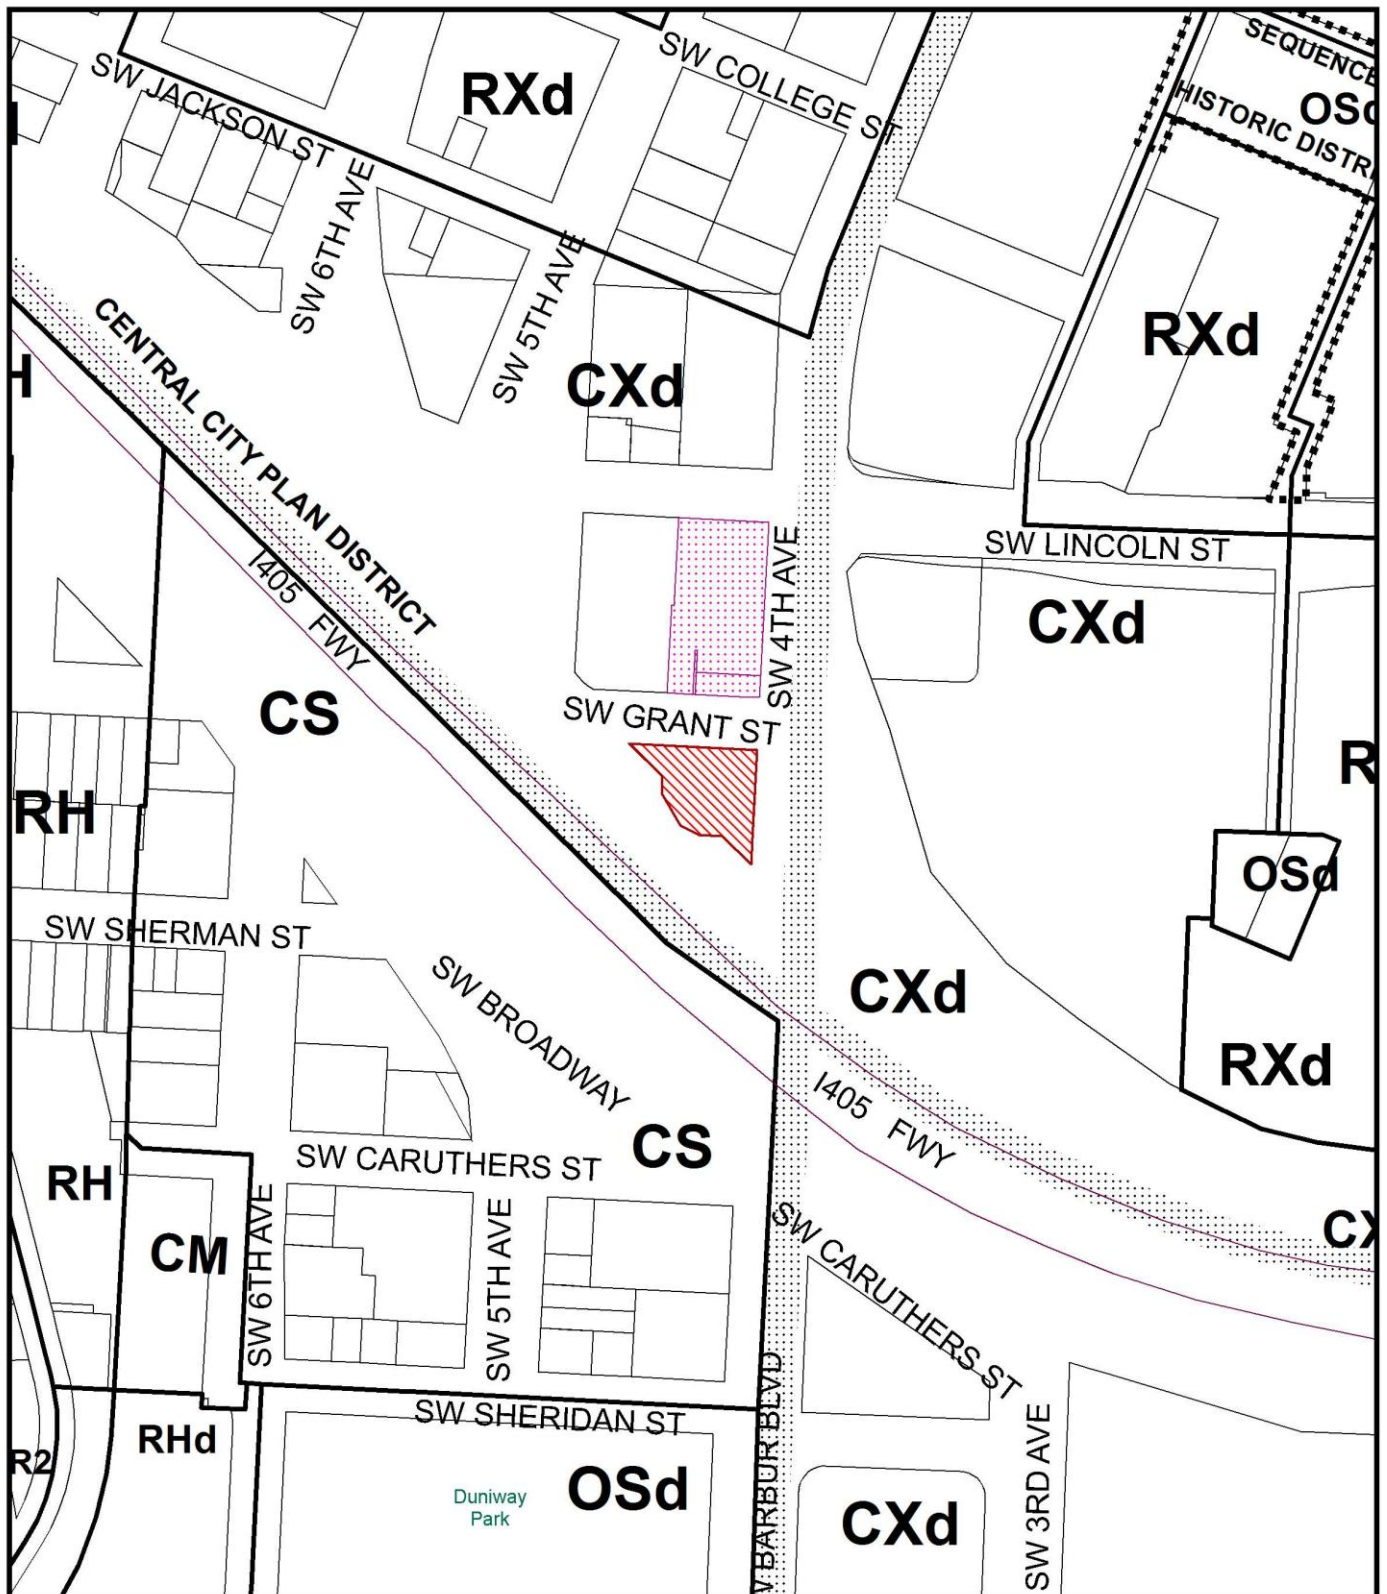 SW COLLEGE ST
SEQUENCE
SW JACKSON ST
RXd
HISTORIC DISTRI
SW 6TH AVE
SW 5TH AVE
CENTRAL CITY PLAN DISTRICT
RXd
CXd
SW LINCOLN ST
I405 FWY
SW 4TH AVE
CXd
CS
SW GRANT ST
RH
OSd
SW SHERMAN ST
SW BROADWAY
CXd
RXd
I405 FWY
CS
SW CARUTHERS ST
RH
SW 6TH AVE
SW 5TH AVE
SW CARUTHERS ST
CM
SW SHERIDAN ST
BARBUR BLVD
SW 3RD AVE
RHd
R2
OSd
Duniway
Park
CXd